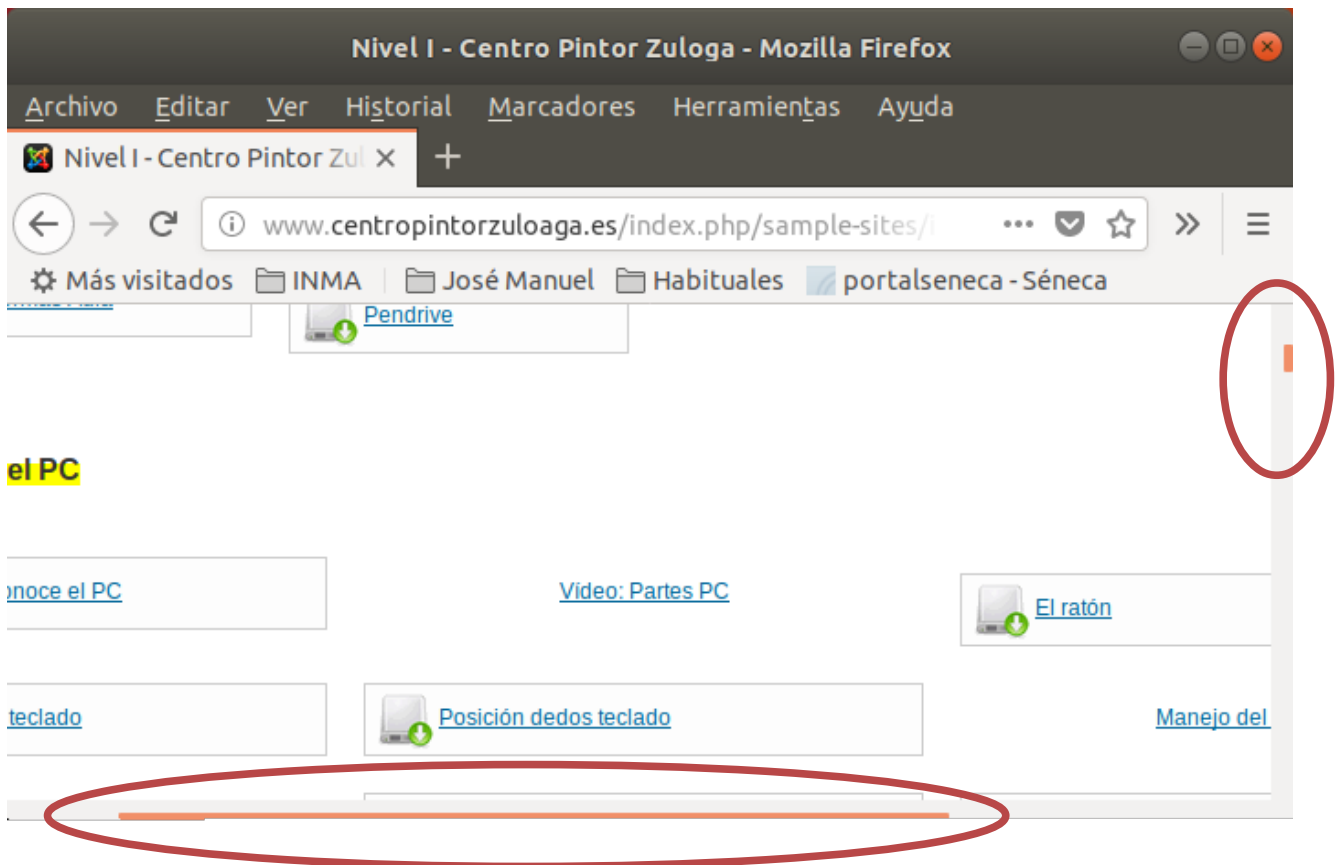 Nivel I - Centro Pintor Zuloga - Mozilla Firefox
Archivo Editar Ver Historial Marcadores Herramientas Ayuda
Nivel I - Centro Pintor Zul
www.centropintorzuloaga.es/index.php/sample-sites/
Más visitados INMA José Manuel Habituales portalseneca - Séneca
Pendrive
el PC
onoce el PC Vídeo: Partes PC El ratón
teclado Posición dedos teclado Manejo del